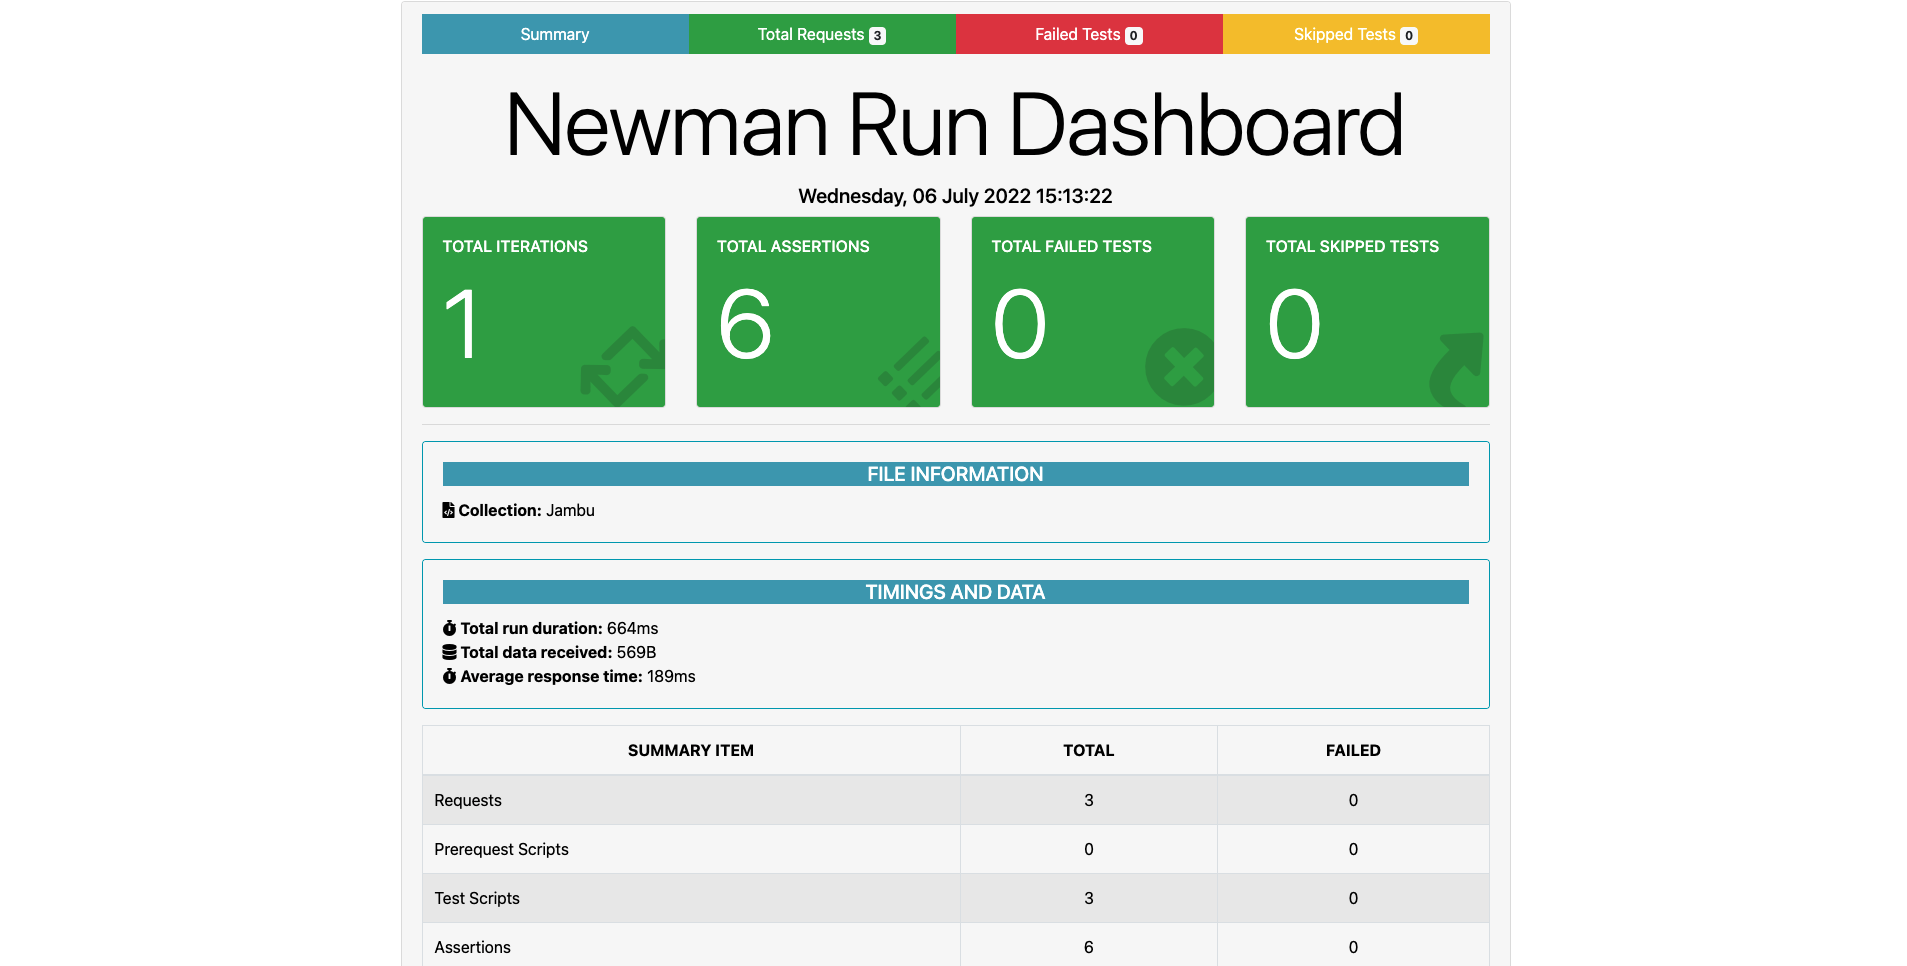 Summary Total Requests 3 Failed Tests 0 Skipped Tests 0
Newman Run Dashboard
Wednesday, 06 July 2022 15:13:22
TOTAL ITERATIONS TOTAL ASSERTIONS TOTAL FAILED TESTS TOTAL SKIPPED TESTS
1 6 0 0
FILE INFORMATION
Collection: Jambu
TIMINGS AND DATA
Total run duration: 664ms
Total data received: 569B
Average response time: 189ms
SUMMARY ITEM TOTAL FAILED
Requests 3 0
Prerequest Scripts 0 0
Test Scripts 3 0
Assertions 6 0